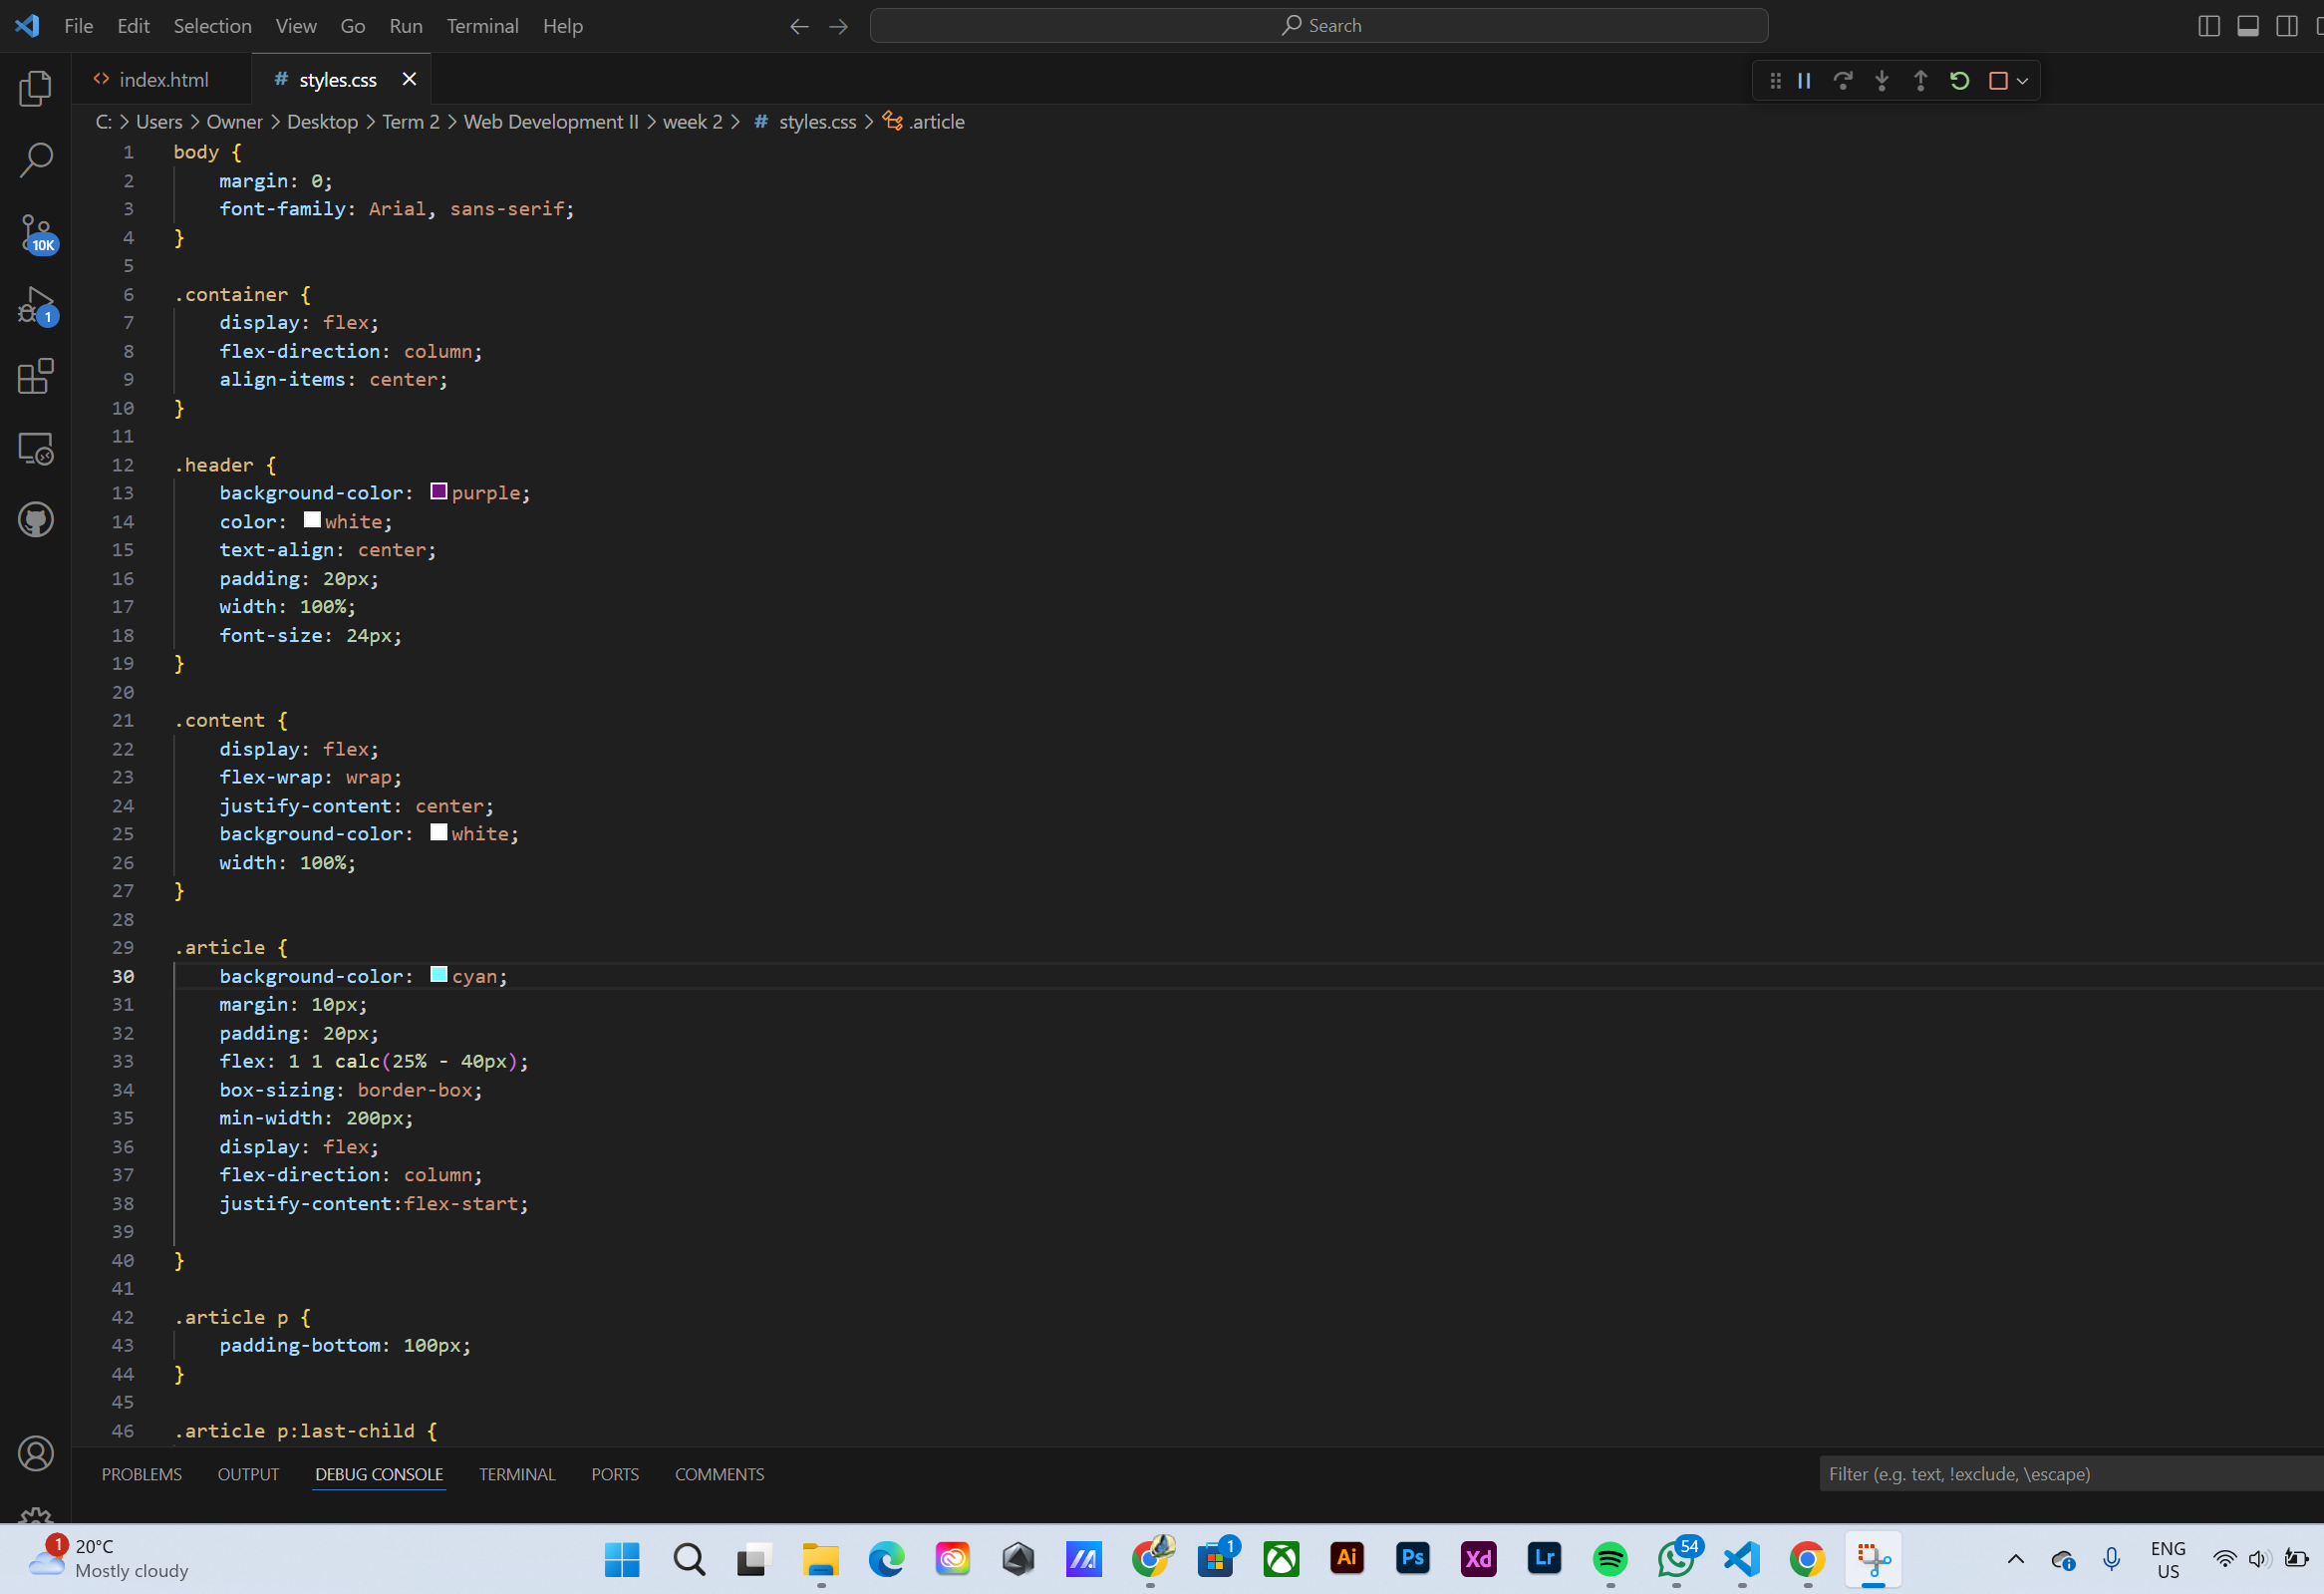 File Edit Selection View Go Run Terminal Help
Search
<> index.html
# styles.css
C: > Users > Owner > Desktop > Term 2 > Web Development II > week 2 > # styles.css > .article
1 body {
2     margin: 0;
3     font-family: Arial, sans-serif;
4 }
5
6 .container {
7     display: flex;
8     flex-direction: column;
9     align-items: center;
10 }
11
12 .header {
13     background-color: purple;
14     color: white;
15     text-align: center;
16     padding: 20px;
17     width: 100%;
18     font-size: 24px;
19 }
20
21 .content {
22     display: flex;
23     flex-wrap: wrap;
24     justify-content: center;
25     background-color: white;
26     width: 100%;
27 }
28
29 .article {
30     background-color: cyan;
31     margin: 10px;
32     padding: 20px;
33     flex: 1 1 calc(25% - 40px);
34     box-sizing: border-box;
35     min-width: 200px;
36     display: flex;
37     flex-direction: column;
38     justify-content:flex-start;
39
40 }
41
42 .article p {
43     padding-bottom: 100px;
44 }
45
46 .article p:last-child {
10K
1
PROBLEMS OUTPUT DEBUG CONSOLE TERMINAL PORTS COMMENTS
Filter (e.g. text, !exclude, \escape)
1
20°C
Mostly cloudy
1
Ai
Ps
Xd
Lr
54
ENG
US